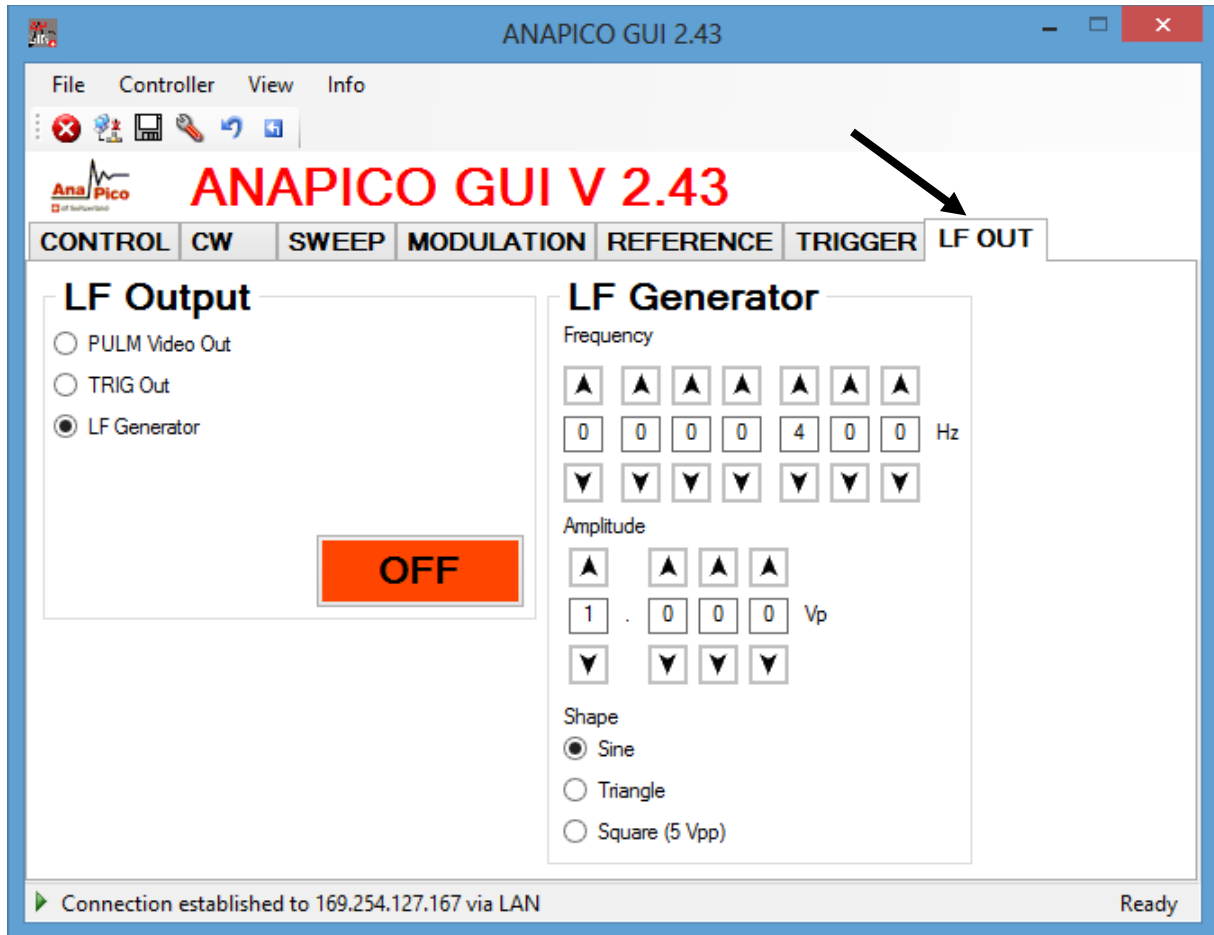 ANAPICO GUI 2.43
File Controller View Info
Ana Pico
ANAPICO GUI V 2.43
CONTROL CW SWEEP MODULATION REFERENCE TRIGGER LF OUT
LF Output
PULM Video Out
TRIG Out
LF Generator
OFF
LF Generator
Frequency
0 0 0 0 4 0 0 Hz
Amplitude
1 . 0 0 0 Vp
Shape
Sine
Triangle
Square (5 Vpp)
Connection established to 169.254.127.167 via LAN
Ready